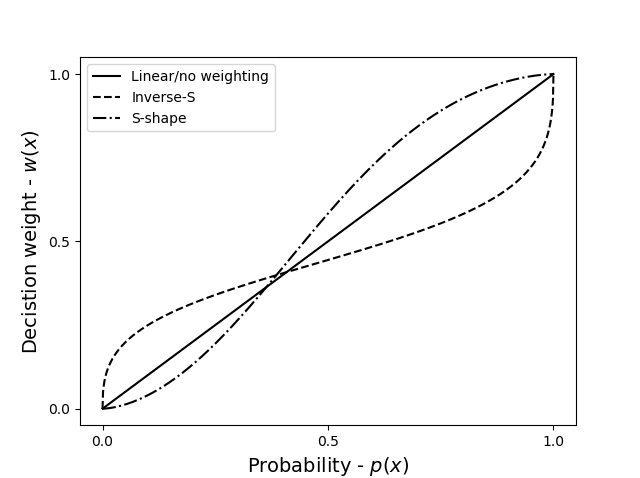 Linear/no weighting
Inverse-S
S-shape
1.0
0.5
0.0
Decistion weight - w(x)
0.0 0.5 1.0
Probability - p(x)